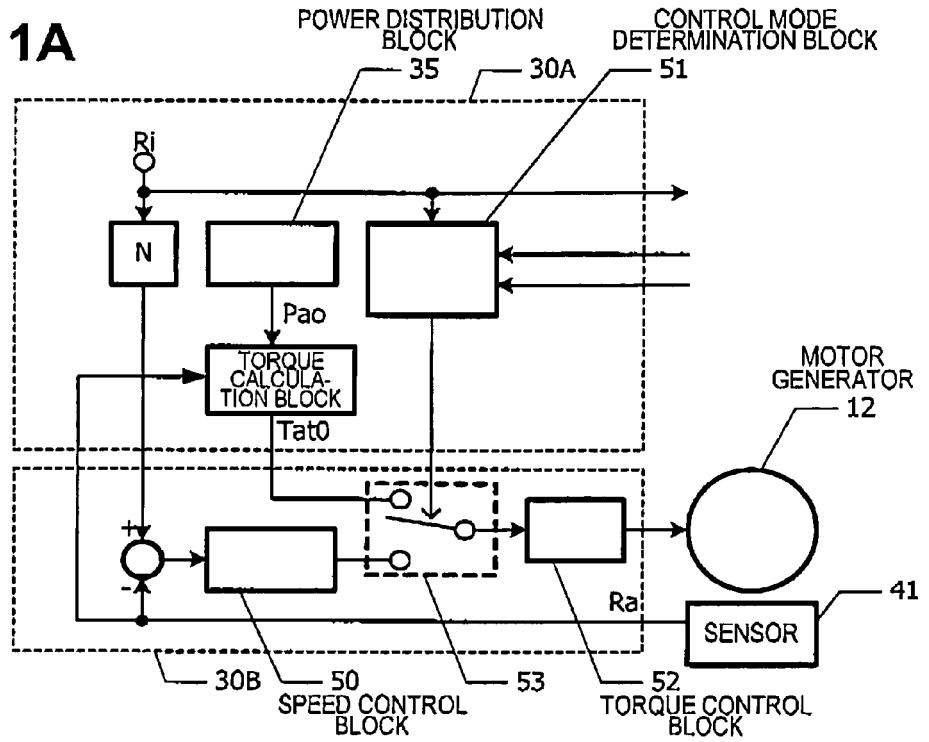 1A
POWER DISTRIBUTION
BLOCK
35
30A
CONTROL MODE
DETERMINATION BLOCK
51
Ri
N
Pao
TORQUE
CALCULA-
TION BLOCK
Tat0
MOTOR
GENERATOR
12
+
-
Ra
41
SENSOR
30B
50
SPEED CONTROL
BLOCK
53
52
TORQUE CONTROL
BLOCK